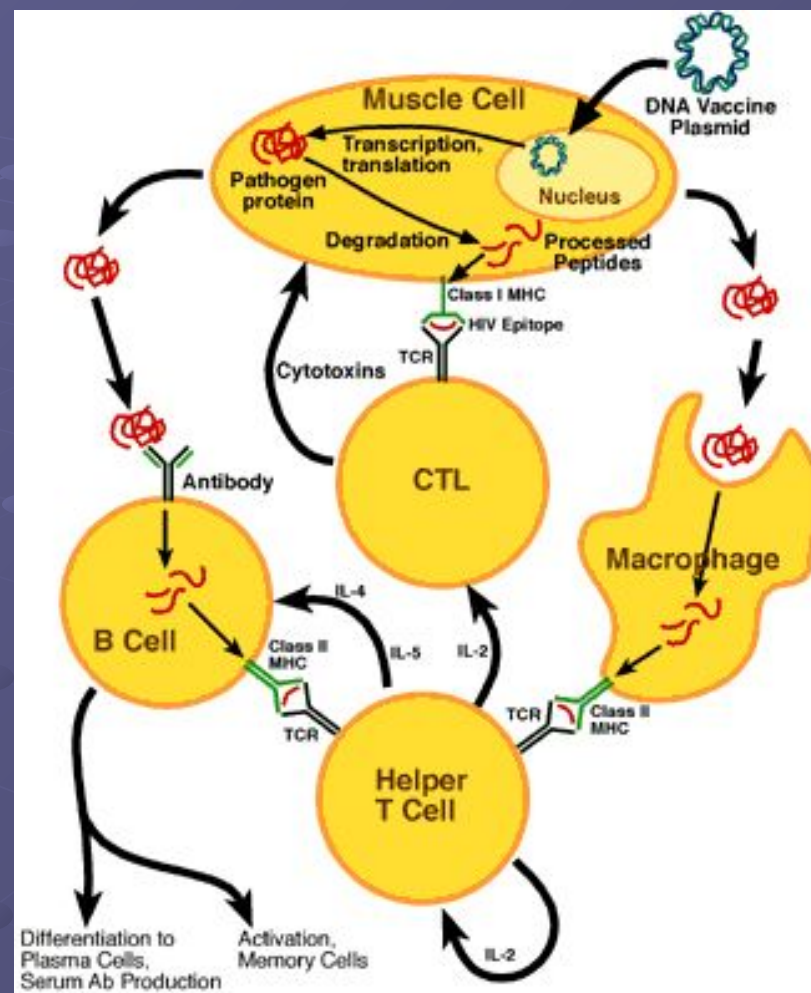 DNA Vaccine
Plasmid
Muscle Cell
Transcription,
translation
Nucleus
Pathogen
protein
Degradation
Processed
Peptides
Class I MHC
HIV Epitope
TCR
Cytotoxins
CTL
Antibody
Macrophage
B Cell
IL-4
IL-5
IL-2
Class II
MHC
TCR
TCR
Class II
MHC
Helper
T Cell
IL-2
Differentiation to
Plasma Cells,
Serum Ab Production
Activation,
Memory Cells